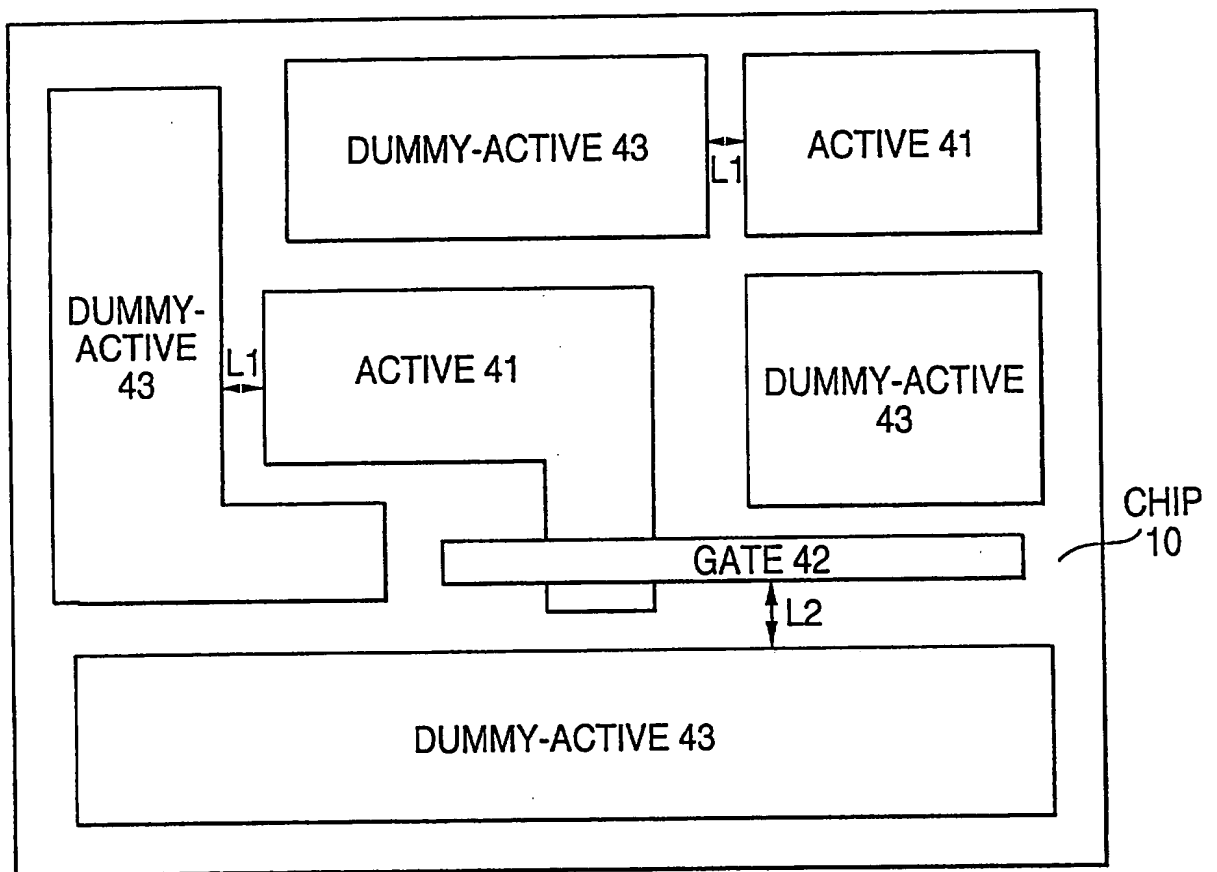 DUMMY-ACTIVE 43
L1
ACTIVE 41
DUMMY-
ACTIVE
43
L1
ACTIVE 41
DUMMY-ACTIVE
43
CHIP
10
GATE 42
L2
DUMMY-ACTIVE 43